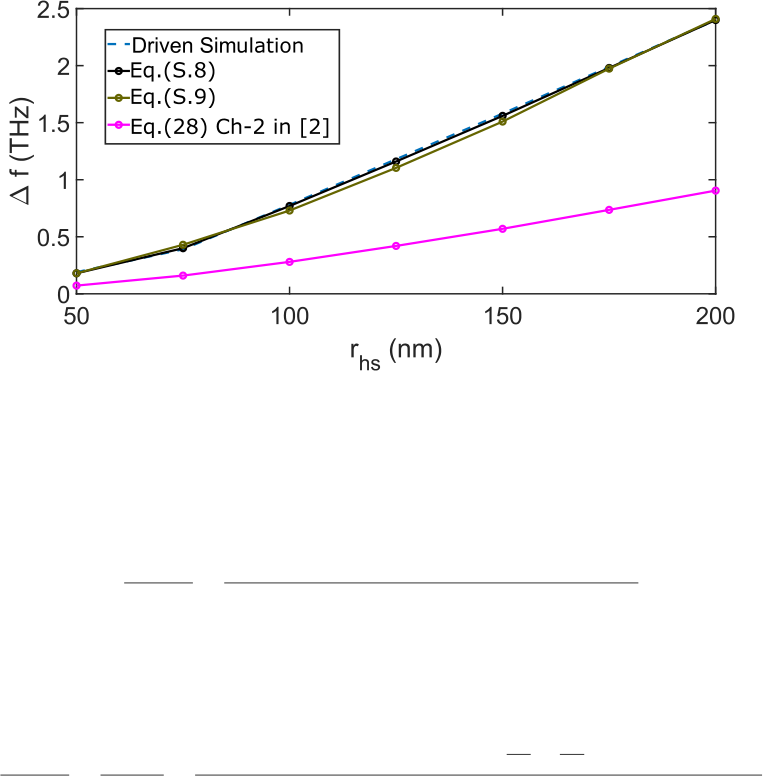 2.5
2
1.5
1
0.5
0
Δ f (THz)
Driven Simulation
Eq.(S.8)
Eq.(S.9)
Eq.(28) Ch-2 in [2]
50 100 150 200
r_hs (nm)